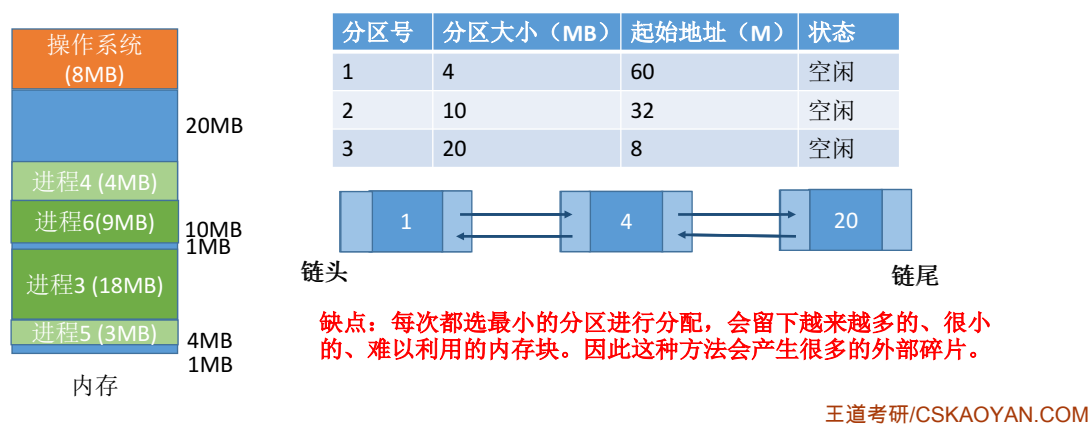 操作系统
(8MB)
20MB
进程4 (4MB)
进程6(9MB)
10MB
1MB
进程3 (18MB)
进程5 (3MB)
4MB
1MB
内存
分区号 分区大小（MB） 起始地址（M） 状态
1 4 60 空闲
2 10 32 空闲
3 20 8 空闲
1 4 20
链头 链尾
缺点：每次都选最小的分区进行分配，会留下越来越多的、很小
的、难以利用的内存块。因此这种方法会产生很多的外部碎片。
王道考研/CSKAOYAN.COM